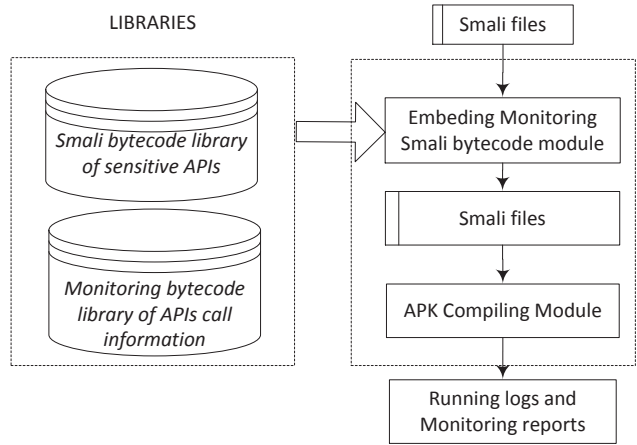 LIBRARIES
Smali bytecode library
of sensitive APIs
Monitoring bytecode
library of APIs call
information
Smali files
Embeding Monitoring
Smali bytecode module
Smali files
APK Compiling Module
Running logs and
Monitoring reports